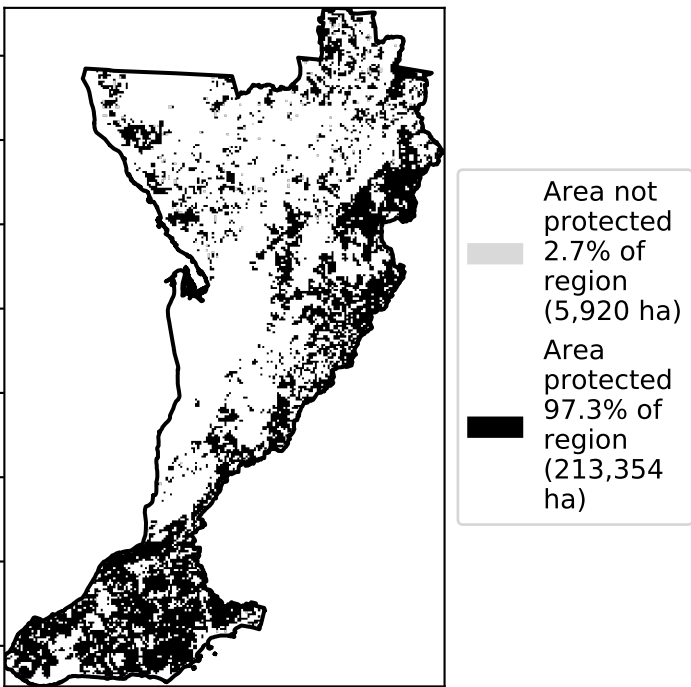 Area not
protected
2.7% of
region
(5,920 ha)
Area
protected
97.3% of
region
(213,354
ha)